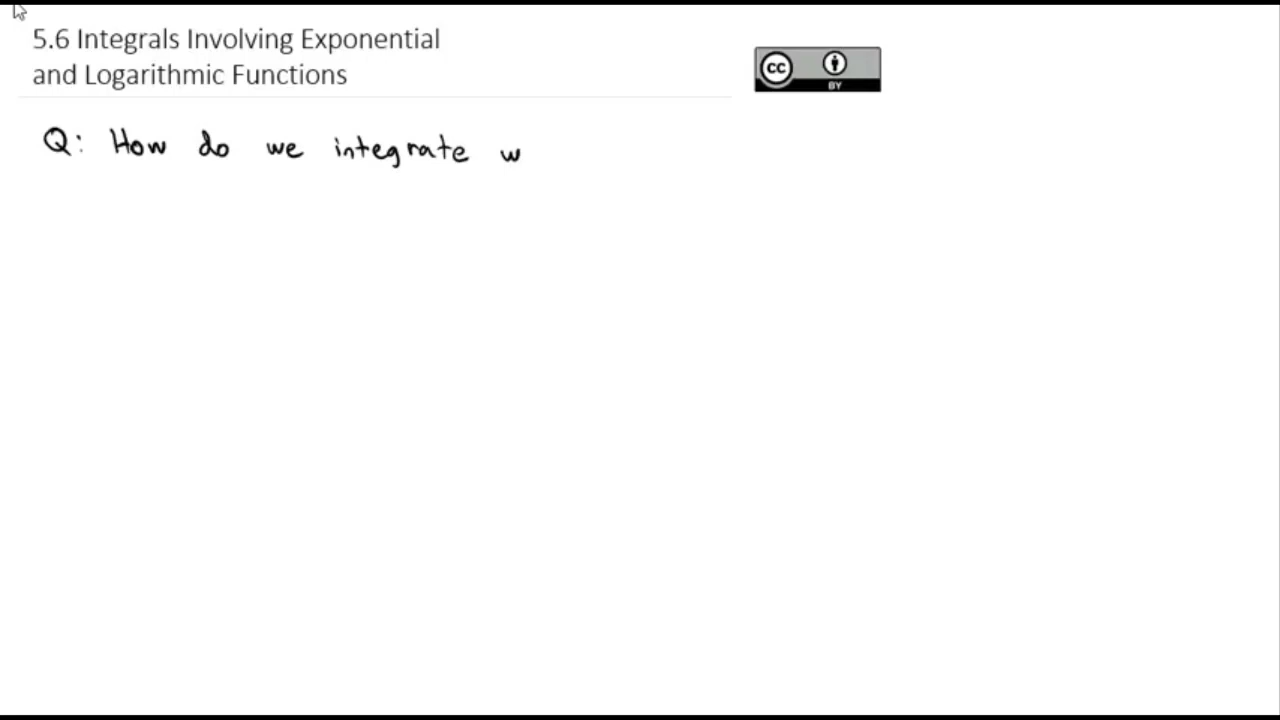 5.6 Integrals Involving Exponential
and Logarithmic Functions
cc
BY
Q: How do we integrate w